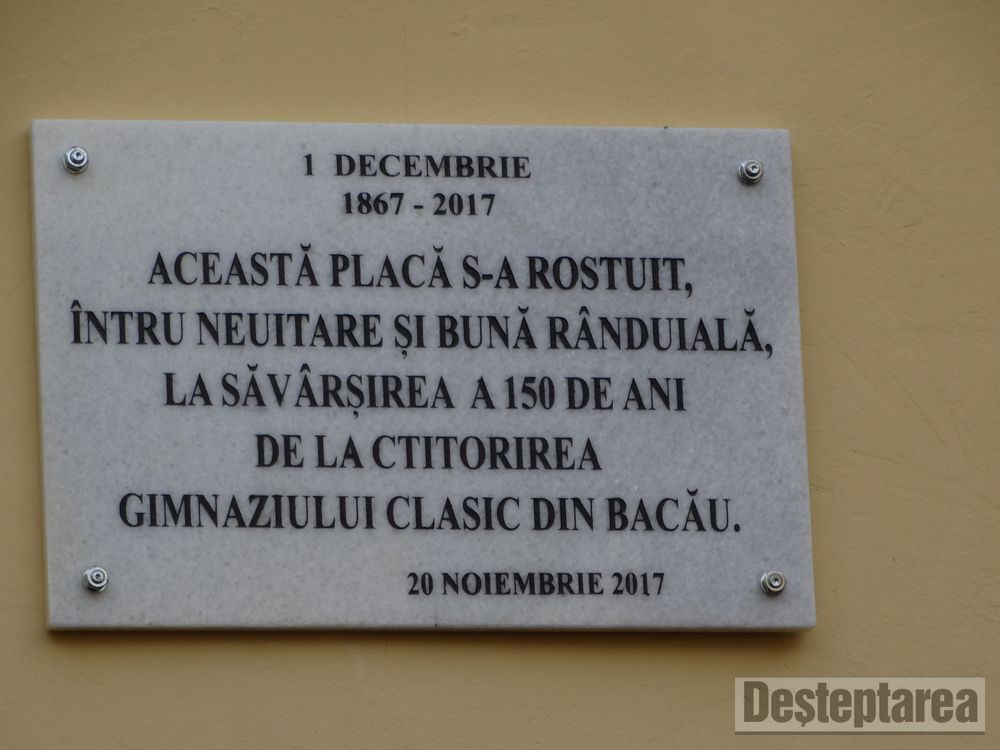 1 DECEMBRIE
1867 - 2017
ACEASTĂ PLACĂ S-A ROSTUIT,
ÎNTRU NEUITARE ȘI BUNĂ RÂNDUIALĂ,
LA SĂVÂRȘIREA A 150 DE ANI
DE LA CTITORIREA
GIMNAZIULUI CLASIC DIN BACĂU.
20 NOIEMBRIE 2017
Deșteptarea